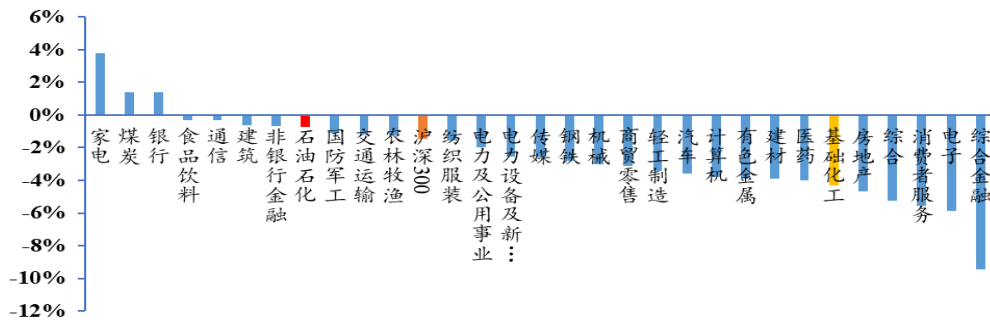 6%
4%
2%
0%
-2%
-4%
-6%
-8%
-10%
-12%
家电
煤炭
银行
食品饮料
通信
建筑
非银行金融
石油石化
国防军工
交通运输
农林牧渔
沪深300
纺织服装
电力及公用事业
电力设备及新…
传媒
钢铁
机械
商贸零售
轻工制造
汽车
计算机
有色金属
建材
医药
基础化工
房地产
综合
消费者服务
电子
综合金融